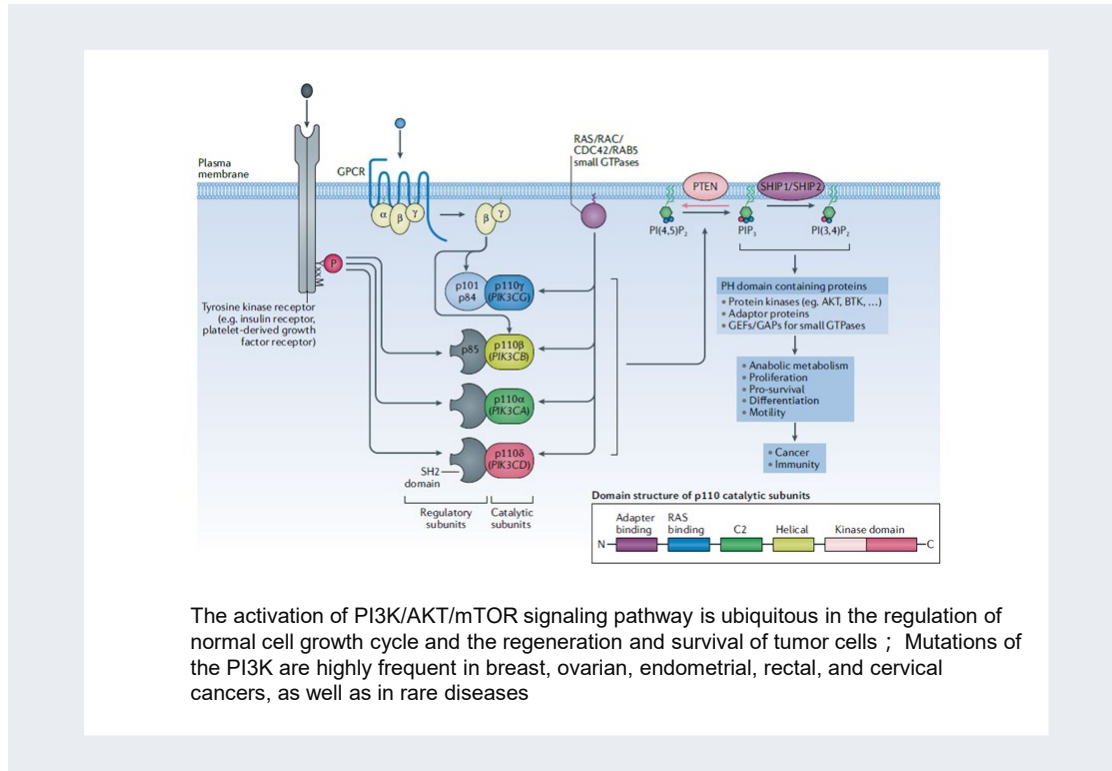 Plasma
membrane
GPCR
α
β
γ
β
γ
RAS/RAC/
CDC42/RAB5
small GTPases
PTEN
SHIP1/SHIP2
PI(4,5)P₂
PIP₃
PI(3,4)P₂
P
YxxM
Tyrosine kinase receptor
(e.g. insulin receptor,
platelet-derived growth
factor receptor)
p101
p84
p110γ
(PIK3CG)
p85
p110β
(PIK3CB)
p110α
(PIK3CA)
p110δ
(PIK3CD)
SH2
domain
Regulatory
subunits
Catalytic
subunits
PH domain containing proteins
• Protein kinases (eg. AKT, BTK, ...)
• Adaptor proteins
• GEFs/GAPs for small GTPases
• Anabolic metabolism
• Proliferation
• Pro-survival
• Differentiation
• Motility
• Cancer
• Immunity
Domain structure of p110 catalytic subunits
Adapter
binding
RAS
binding
C2
Helical
Kinase domain
N
C
The activation of PI3K/AKT/mTOR signaling pathway is ubiquitous in the regulation of
normal cell growth cycle and the regeneration and survival of tumor cells ； Mutations of
the PI3K are highly frequent in breast, ovarian, endometrial, rectal, and cervical
cancers, as well as in rare diseases